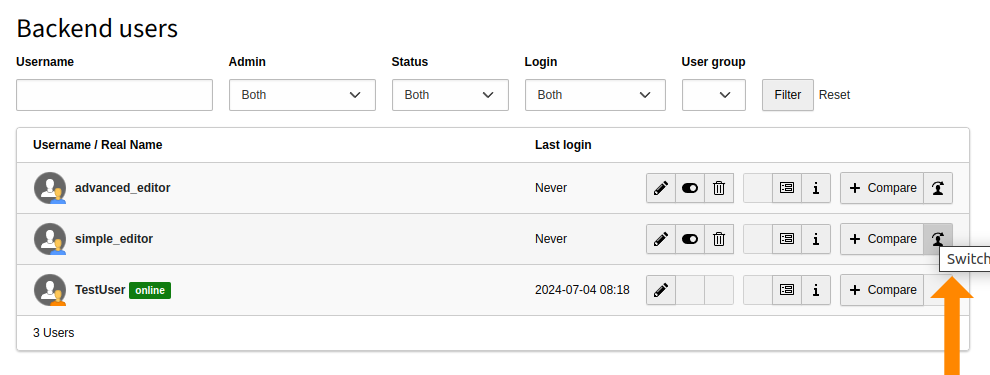 Backend users
Username Admin Status Login User group
Both Both Both Filter Reset
Username / Real Name Last login
advanced_editor Never + Compare
simple_editor Never + Compare
Switch
TestUser online 2024-07-04 08:18 + Compare
3 Users